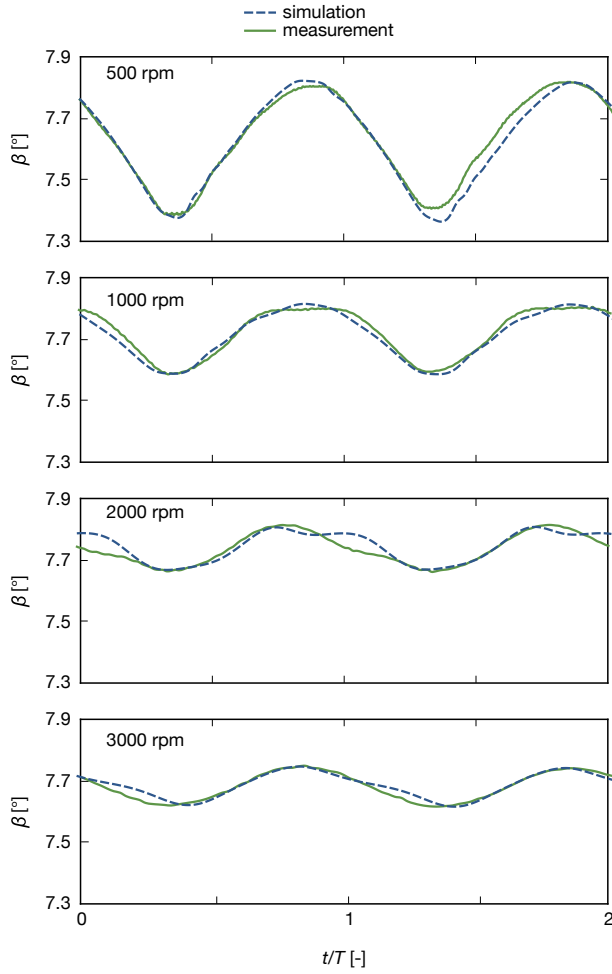 simulation
measurement
500 rpm
7.9
7.7
7.5
7.3
β [°]
1000 rpm
7.9
7.7
7.5
7.3
β [°]
2000 rpm
7.9
7.7
7.5
7.3
β [°]
3000 rpm
7.9
7.7
7.5
7.3
β [°]
0 1 2
t/T [-]